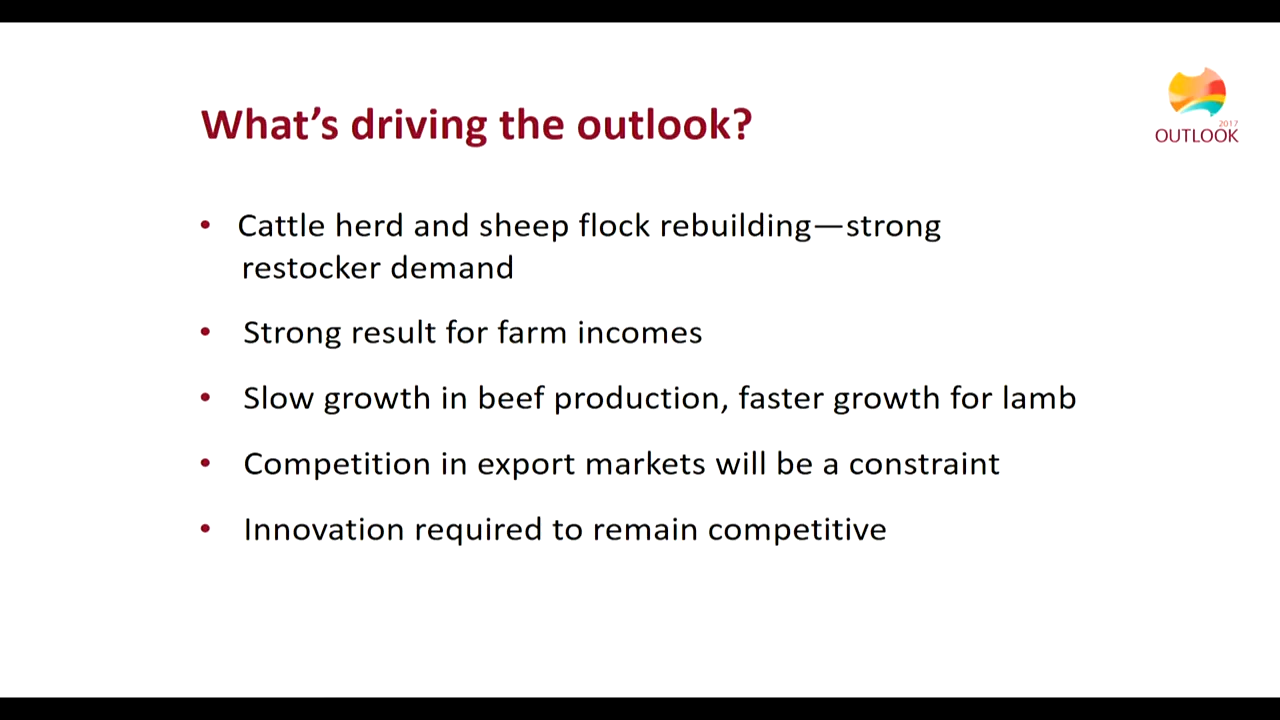 What's driving the outlook?
2017
OUTLOOK
• Cattle herd and sheep flock rebuilding—strong
restocker demand
• Strong result for farm incomes
• Slow growth in beef production, faster growth for lamb
• Competition in export markets will be a constraint
• Innovation required to remain competitive